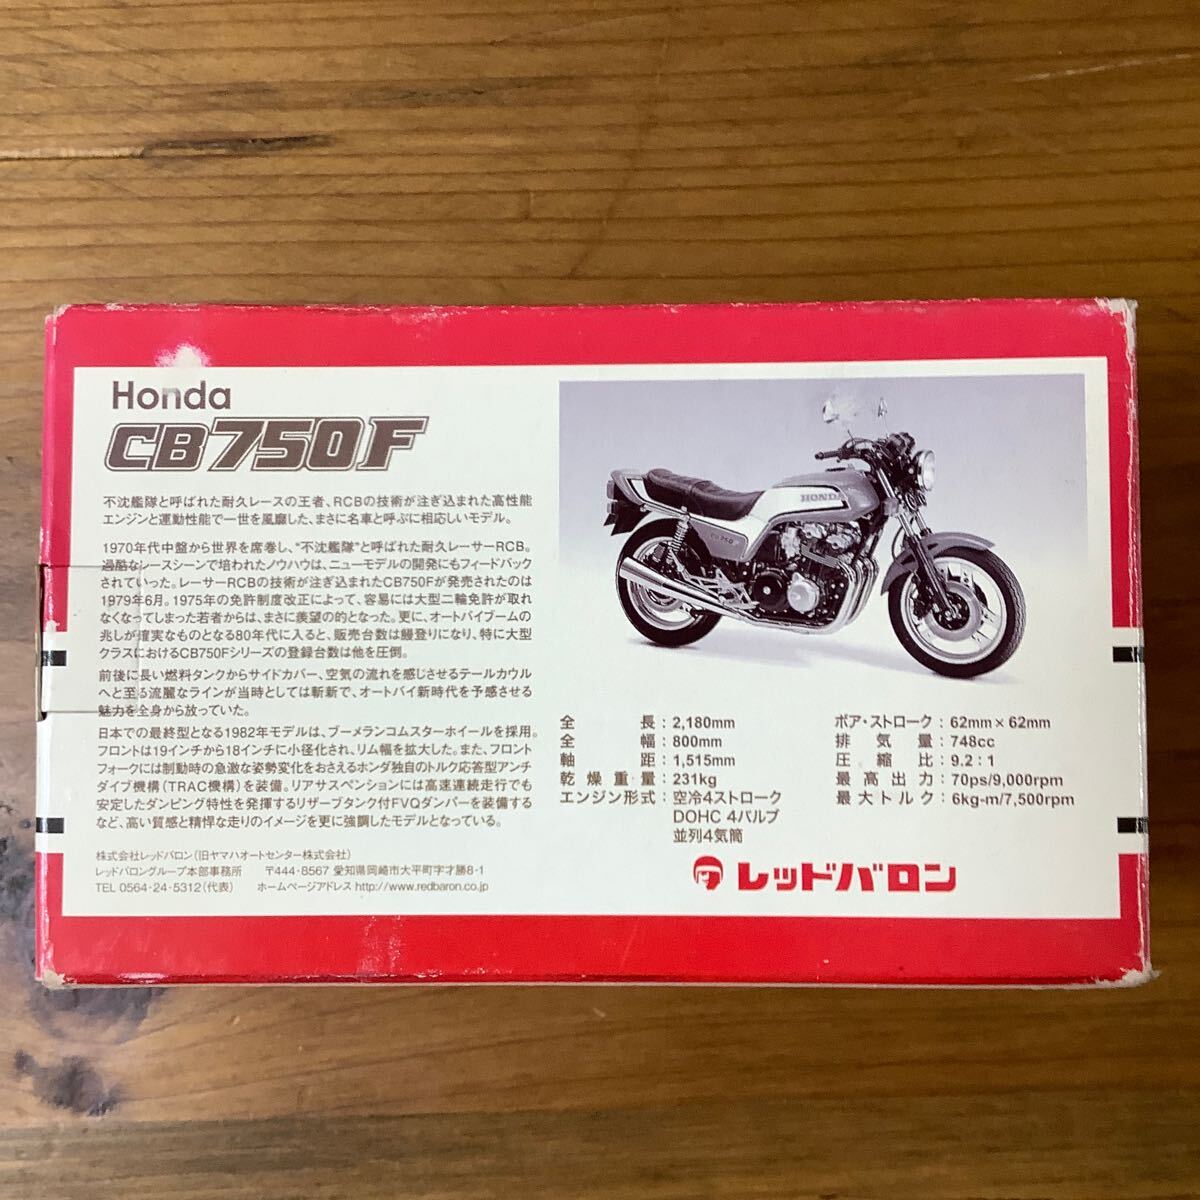 Honda
CB750F
不沈艦隊と呼ばれた耐久レースの王者、RCBの技術が注ぎ込まれた高性能
エンジンと運動性能で一世を風靡した、まさに名車と呼ぶに相応しいモデル。
1970年代中盤から世界を席巻し、“不沈艦隊”と呼ばれた耐久レーサーRCB。
過酷なレースシーンで培われたノウハウは、ニューモデルの開発にもフィードバック
されていった。レーサーRCBの技術が注ぎ込まれたCB750Fが発売されたのは
1979年6月。1975年の免許制度改正によって、容易には大型二輪免許が取れ
なくなってしまった若者からは、まさに羨望の的となった。更に、オートバイブームの
兆しが確実なものとなる80年代に入ると、販売台数は鰻登りになり、特に大型
クラスにおけるCB750Fシリーズの登録台数は他を圧倒。
前後に長い燃料タンクからサイドカバー、空気の流れを感じさせるテールカウル
へと至る流麗なラインが当時としては斬新で、オートバイ新時代を予感させる
魅力を全身から放っていた。
日本での最終型となる1982年モデルは、ブーメランコムスターホイールを採用。
フロントは19インチから18インチに小径化され、リム幅を拡大した。また、フロント
フォークには制動時の急激な姿勢変化をおさえるホンダ独自のトルク応答型アンチ
ダイブ機構(TRAC機構)を装備。リアサスペンションには高速連続走行でも
安定したダンピング特性を発揮するリザーブタンク付FVQダンパーを装備する
など、高い質感と精悍な走りのイメージを更に強調したモデルとなっている。
株式会社レッドバロン(旧ヤマハオートセンター株式会社)
レッドバロングループ本部事務所 〒444-8567 愛知県岡崎市大平町字才勝8-1
TEL 0564-24-5312(代表) ホームページアドレス http://www.redbaron.co.jp
HONDA
CB750
全長:2,180mm
全幅:800mm
軸距:1,515mm
乾燥重量:231kg
エンジン形式:空冷4ストローク
DOHC 4バルブ
並列4気筒
ボア・ストローク:62mm×62mm
排気量:748cc
圧縮比:9.2:1
最高出力:70ps/9,000rpm
最大トルク:6kg-m/7,500rpm
レッドバロン